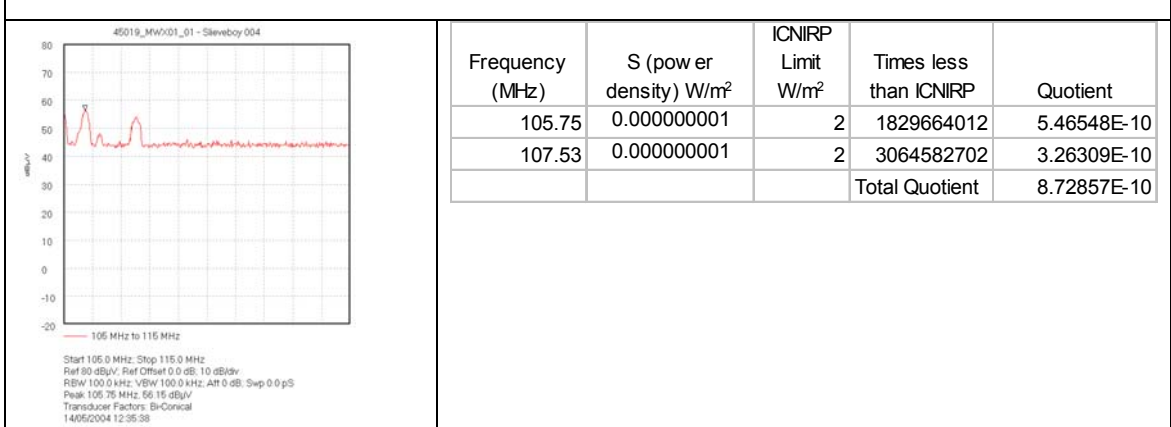 45019_MWX01_01 - Slieveboy 004
80
70
60
50
40
30
20
10
0
-10
-20
dBµV
105 MHz to 115 MHz
Start 105.0 MHz; Stop 115.0 MHz
Ref 80 dBµV; Ref Offset 0.0 dB; 10 dB/div
RBW 100.0 kHz; VBW 100.0 kHz; Att 0 dB; Swp 0.0 pS
Peak 105.75 MHz, 56.15 dBµV
Transducer Factors: Bi-Conical
14/05/2004 12:35:38
Frequency (MHz) S (power density) W/m² ICNIRP Limit W/m² Times less than ICNIRP Quotient
105.75 0.000000001 2 1829664012 5.46548E-10
107.53 0.000000001 2 3064582702 3.26309E-10
Total Quotient 8.72857E-10